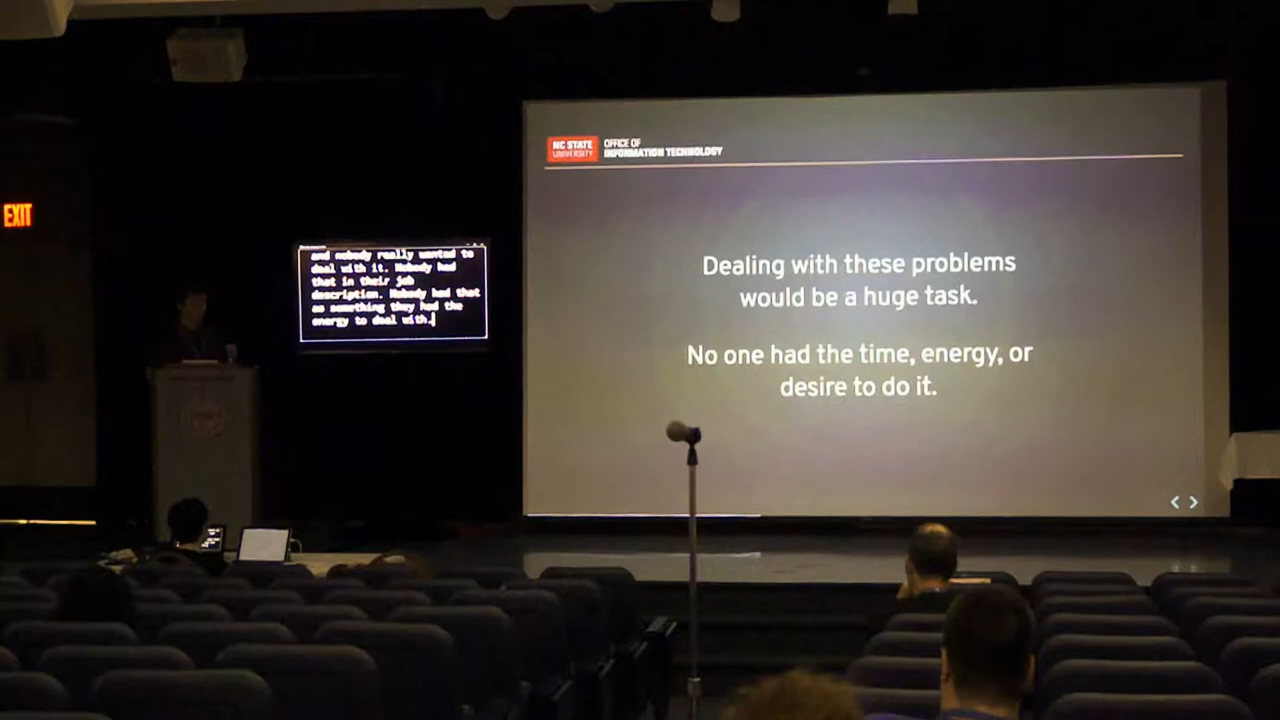 EXIT
and nobody really wanted to
deal with it. Nobody had
that in their job
description. Nobody had that
as something they had the
energy to deal with.
NC STATE
UNIVERSITY
OFFICE OF
INFORMATION TECHNOLOGY
Dealing with these problems
would be a huge task.
No one had the time, energy, or
desire to do it.